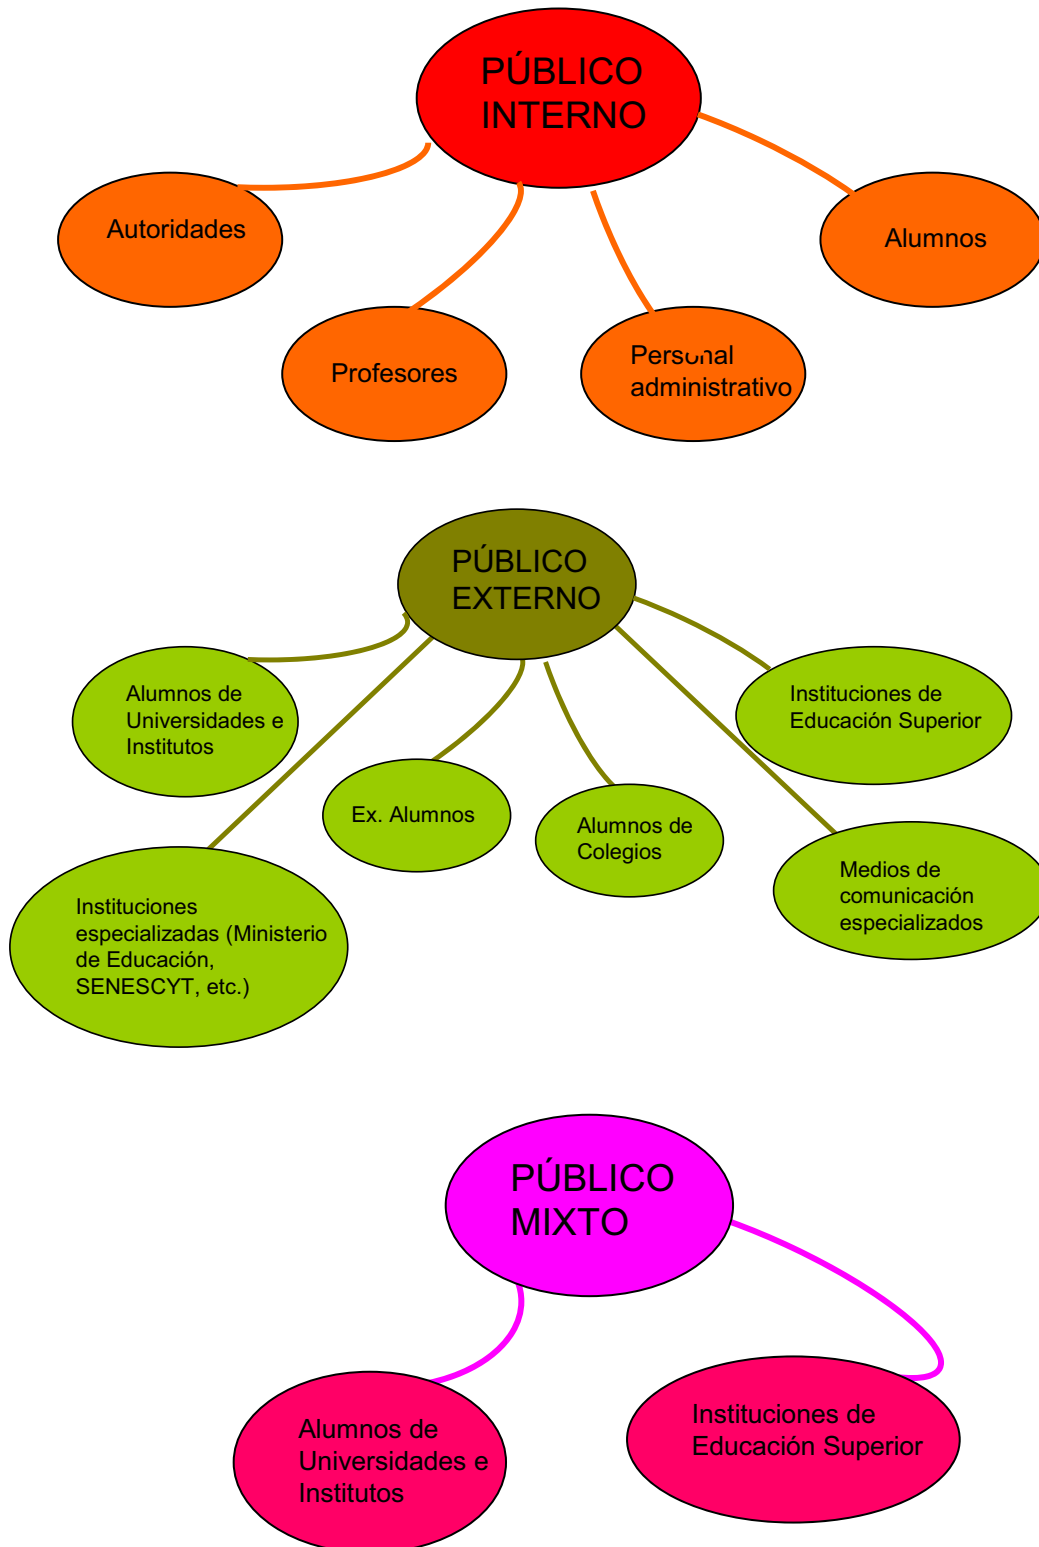 PÚBLICO
INTERNO
Autoridades
Alumnos
Profesores
Personal
administrativo
PÚBLICO
EXTERNO
Alumnos de
Universidades e
Institutos
Instituciones de
Educación Superior
Ex. Alumnos
Alumnos de
Colegios
Medios de
comunicación
especializados
Instituciones
especializadas (Ministerio
de Educación,
SENESCYT, etc.)
PÚBLICO
MIXTO
Alumnos de
Universidades e
Institutos
Instituciones de
Educación Superior